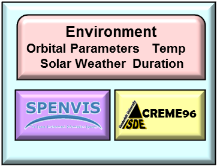 Environment
Orbital Parameters Temp
Solar Weather Duration
SPENVIS
CREME96
SDE